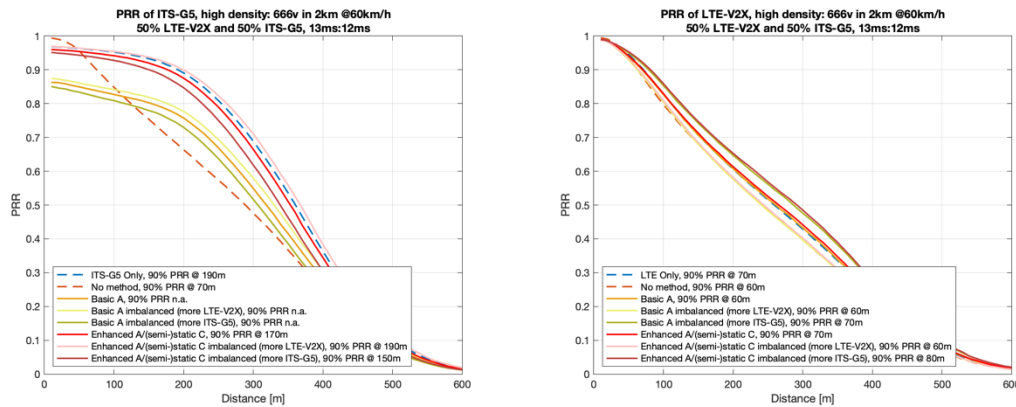 PRR of ITS-G5, high density: 666v in 2km @60km/h
50% LTE-V2X and 50% ITS-G5, 13ms:12ms
1
0.9
0.8
0.7
0.6
0.5
0.4
0.3
0.2
0.1
0
PRR
ITS-G5 Only, 90% PRR @ 190m
No method, 90% PRR @ 70m
Basic A, 90% PRR n.a.
Basic A imbalanced (more LTE-V2X), 90% PRR n.a.
Basic A imbalanced (more ITS-G5), 90% PRR n.a.
Enhanced A/(semi-)static C, 90% PRR @ 170m
Enhanced A/(semi-)static C imbalanced (more LTE-V2X), 90% PRR @ 190m
Enhanced A/(semi-)static C imbalanced (more ITS-G5), 90% PRR @ 150m
0 100 200 300 400 500 600
Distance [m]
PRR of LTE-V2X, high density: 666v in 2km @60km/h
50% LTE-V2X and 50% ITS-G5, 13ms:12ms
1
0.9
0.8
0.7
0.6
0.5
0.4
0.3
0.2
0.1
0
PRR
LTE Only, 90% PRR @ 70m
No method, 90% PRR @ 60m
Basic A, 90% PRR @ 60m
Basic A imbalanced (more LTE-V2X), 90% PRR @ 60m
Basic A imbalanced (more ITS-G5), 90% PRR @ 70m
Enhanced A/(semi-)static C, 90% PRR @ 70m
Enhanced A/(semi-)static C imbalanced (more LTE-V2X), 90% PRR @ 60m
Enhanced A/(semi-)static C imbalanced (more ITS-G5), 90% PRR @ 80m
0 100 200 300 400 500 600
Distance [m]